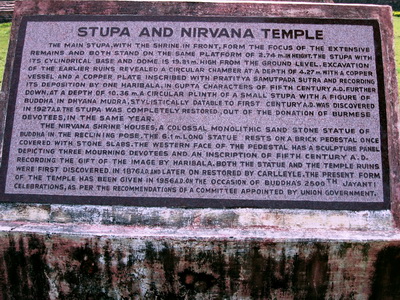 STUPA AND NIRVANA TEMPLE
THE MAIN STUPA, WITH THE SHRINE IN FRONT, FORM THE FOCUS OF THE EXTENSIVE
REMAINS AND BOTH STAND ON THE SAME PLATFORM OF 2.74 M. IN HEIGHT. THE STUPA WITH
ITS CYLINDRICAL BASE AND DOME IS 19.81 M. HIGH FROM THE GROUND LEVEL. EXCAVATION
OF THE EARLIER RUINS REVEALED A CIRCULAR CHAMBER AT A DEPTH OF 4.27 M. WITH A COPPER
VESSEL AND A COPPER PLATE INSCRIBED WITH PRATITYA SAMUTPADA SUTRA AND RECORDING
ITS DEPOSITION BY ONE HARIBALA, IN GUPTA CHARACTERS OF FIFTH CENTURY A.D. FURTHER
DOWN, AT A DEPTH OF 10.36 M. A CIRCULAR PLINTH OF A SMALL STUPA WITH A FIGURE OF
BUDDHA IN DHYANA MUDRA, STYLISTICALLY DATABLE TO FIRST CENTURY A.D. WAS DISCOVERED
IN 1927 A.D. THE STUPA WAS COMPLETELY RESTORED, OUT OF THE DONATION OF BURMESE
DEVOTEES, IN THE SAME YEAR.
THE NIRVANA SHRINE HOUSES, A COLOSSAL MONOLITHIC SAND STONE STATUE OF
BUDDHA IN THE RECLINING POSE. THE 6.1 M. LONG STATUE RESTS ON A BRICK PEDASTAL ONCE
COVERED WITH STONE SLABS. THE WESTERN FACE OF THE PEDASTAL HAS A SCULPTURE PANEL
DEPICTING THREE MOURNING DEVOTEES AND AN INSCRIPTION OF FIFTH CENTURY A.D.
RECORDING THE GIFT OF THE IMAGE BY HARIBALA. BOTH THE STATUE AND THE TEMPLE RUINS
WERE FIRST DISCOVERED, IN 1876 A.D. AND LATER ON RESTORED BY CARLLEYLE. THE PRESENT FORM
OF THE TEMPLE HAS BEEN GIVEN IN 1956 A.D. ON THE OCCASION OF BUDDHAS 2500TH JAYANTI
CELEBRATIONS, AS PER THE RECOMMENDATIONS OF A COMMITTEE APPOINTED BY UNION GOVERNMENT.